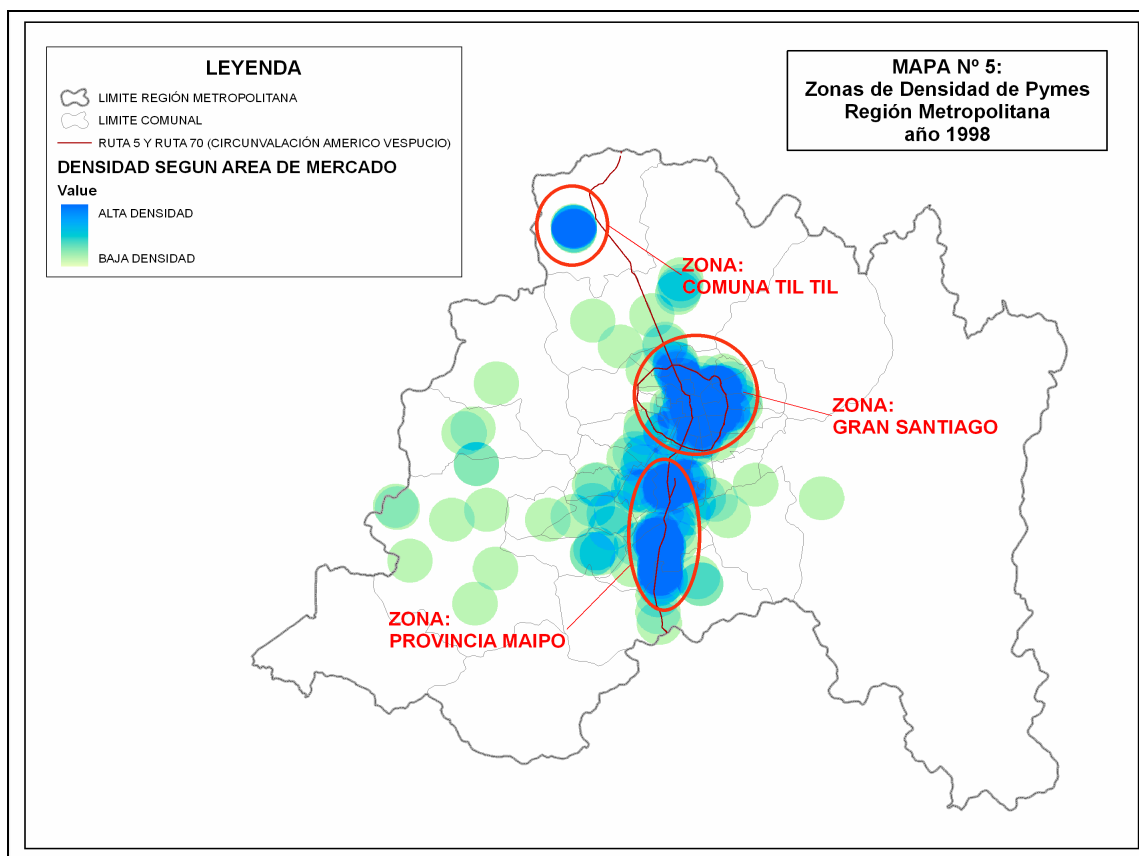 LEYENDA
LIMITE REGIÓN METROPOLITANA
LIMITE COMUNAL
RUTA 5 Y RUTA 70 (CIRCUNVALACIÓN AMERICO VESPUCIO)
DENSIDAD SEGUN AREA DE MERCADO
Value
ALTA DENSIDAD
BAJA DENSIDAD
MAPA Nº 5:
Zonas de Densidad de Pymes
Región Metropolitana
año 1998
ZONA:
COMUNA TIL TIL
ZONA:
GRAN SANTIAGO
ZONA:
PROVINCIA MAIPO